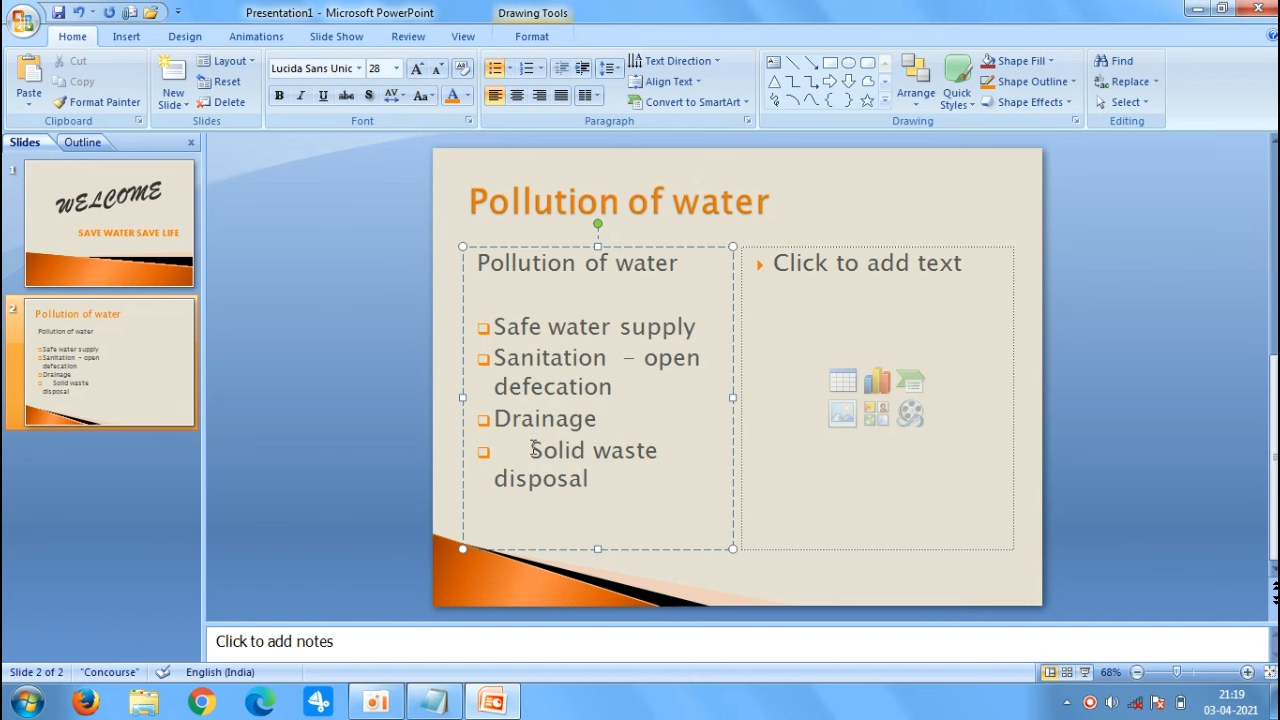 Presentation1 - Microsoft PowerPoint
Drawing Tools
Home
Insert
Design
Animations
Slide Show
Review
View
Format
Paste
Cut
Copy
Format Painter
Clipboard
New Slide
Layout
Reset
Delete
Slides
Lucida Sans Unic
28
Font
Text Direction
Align Text
Convert to SmartArt
Paragraph
Arrange
Quick Styles
Shape Fill
Shape Outline
Shape Effects
Drawing
Find
Replace
Select
Editing
Slides
Outline
1
WELCOME
SAVE WATER SAVE LIFE
2
Pollution of water
Pollution of water
Safe water supply
Sanitation – open
defecation
Drainage
Solid waste
disposal
Pollution of water
Pollution of water
Safe water supply
Sanitation – open
defecation
Drainage
Solid waste
disposal
Click to add text
Click to add notes
Slide 2 of 2
"Concourse"
English (India)
68%
21:19
03-04-2021